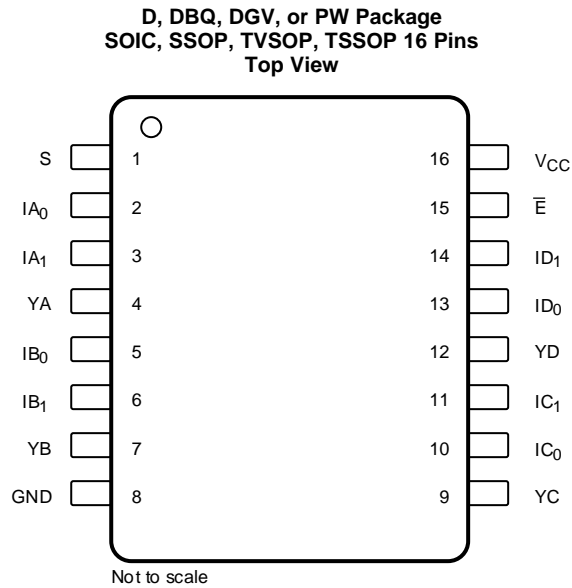 D, DBQ, DGV, or PW Package
SOIC, SSOP, TVSOP, TSSOP 16 Pins
Top View
S 1 16 VCC
IA0 2 15 E̅
IA1 3 14 ID1
YA 4 13 ID0
IB0 5 12 YD
IB1 6 11 IC1
YB 7 10 IC0
GND 8 9 YC
Not to scale